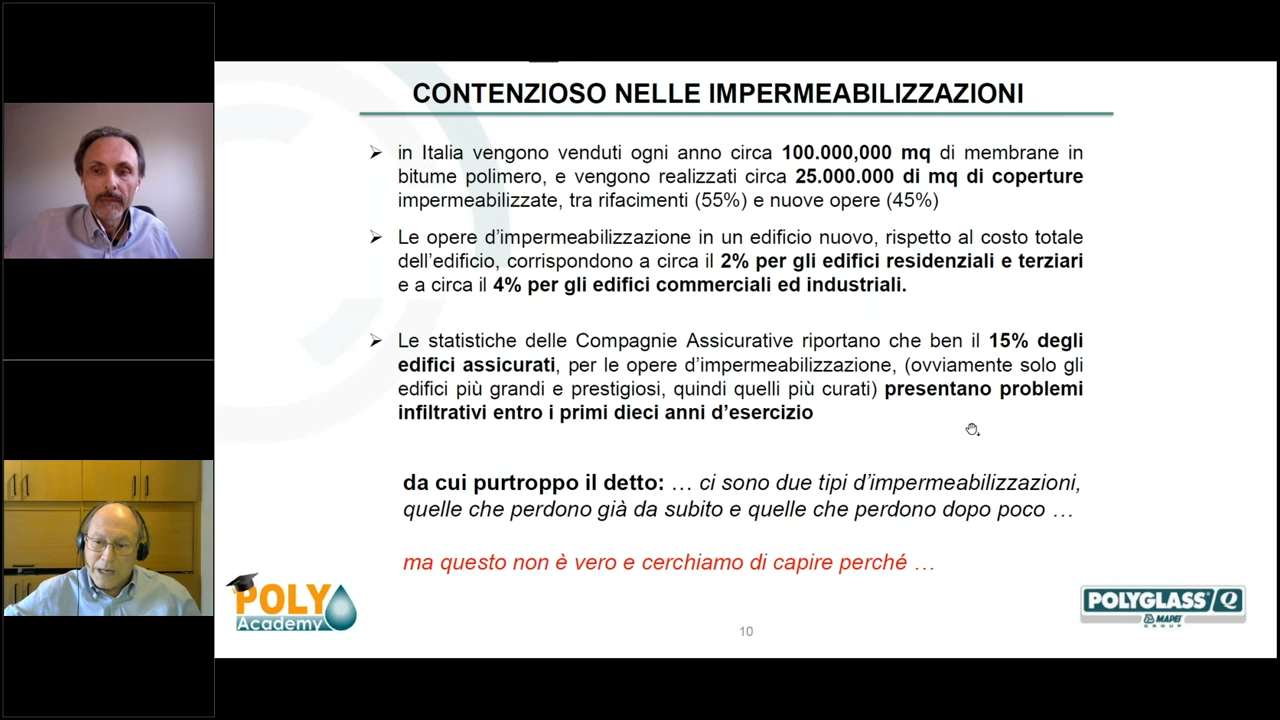 CONTENZIOSO NELLE IMPERMEABILIZZAZIONI
in Italia vengono venduti ogni anno circa 100.000,000 mq di membrane in
bitume polimero, e vengono realizzati circa 25.000.000 di mq di coperture
impermeabilizzate, tra rifacimenti (55%) e nuove opere (45%)
Le opere d'impermeabilizzazione in un edificio nuovo, rispetto al costo totale
dell'edificio, corrispondono a circa il 2% per gli edifici residenziali e terziari
e a circa il 4% per gli edifici commerciali ed industriali.
Le statistiche delle Compagnie Assicurative riportano che ben il 15% degli
edifici assicurati, per le opere d'impermeabilizzazione, (ovviamente solo gli
edifici più grandi e prestigiosi, quindi quelli più curati) presentano problemi
infiltrativi entro i primi dieci anni d'esercizio
da cui purtroppo il detto: … ci sono due tipi d'impermeabilizzazioni,
quelle che perdono già da subito e quelle che perdono dopo poco …
ma questo non è vero e cerchiamo di capire perché …
POLY
Academy
POLYGLASS
MAPEI
GROUP
10